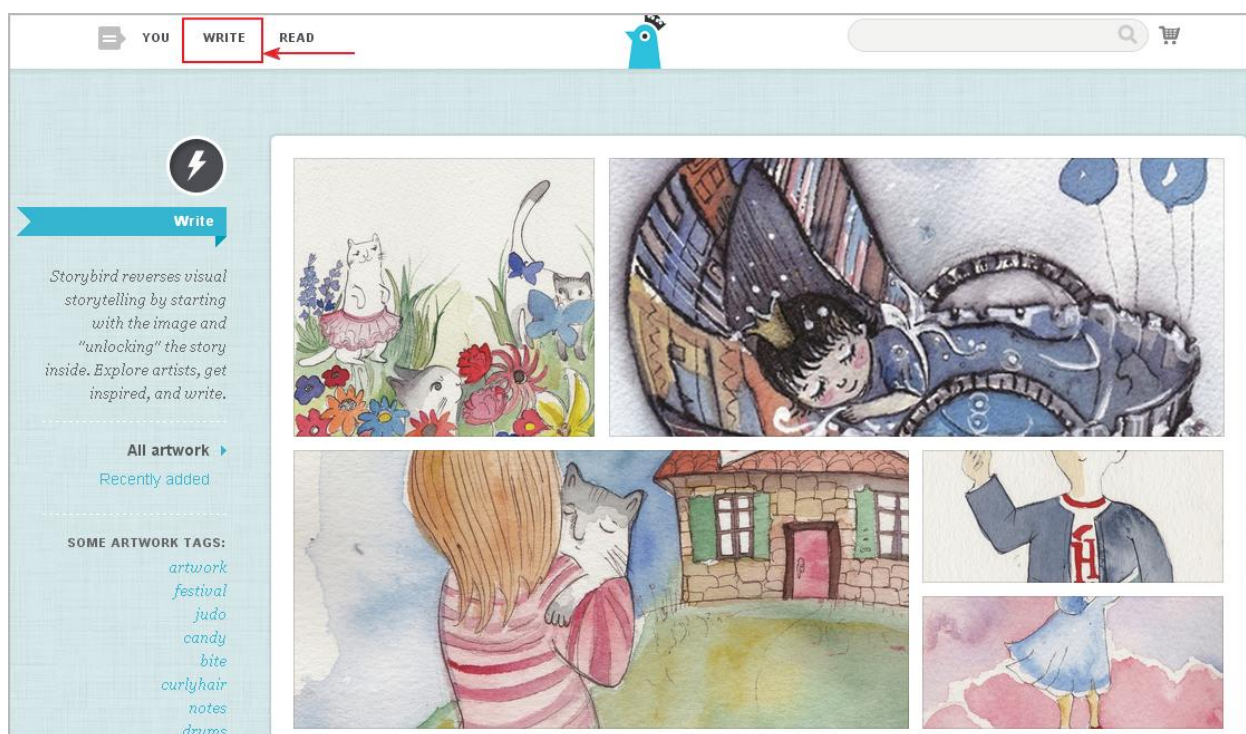 YOU WRITE READ
Write
Storybird reverses visual
storytelling by starting
with the image and
"unlocking" the story
inside. Explore artists, get
inspired, and write.
All artwork
Recently added
SOME ARTWORK TAGS:
artwork
festival
judo
candy
bite
curlyhair
notes
drums
H